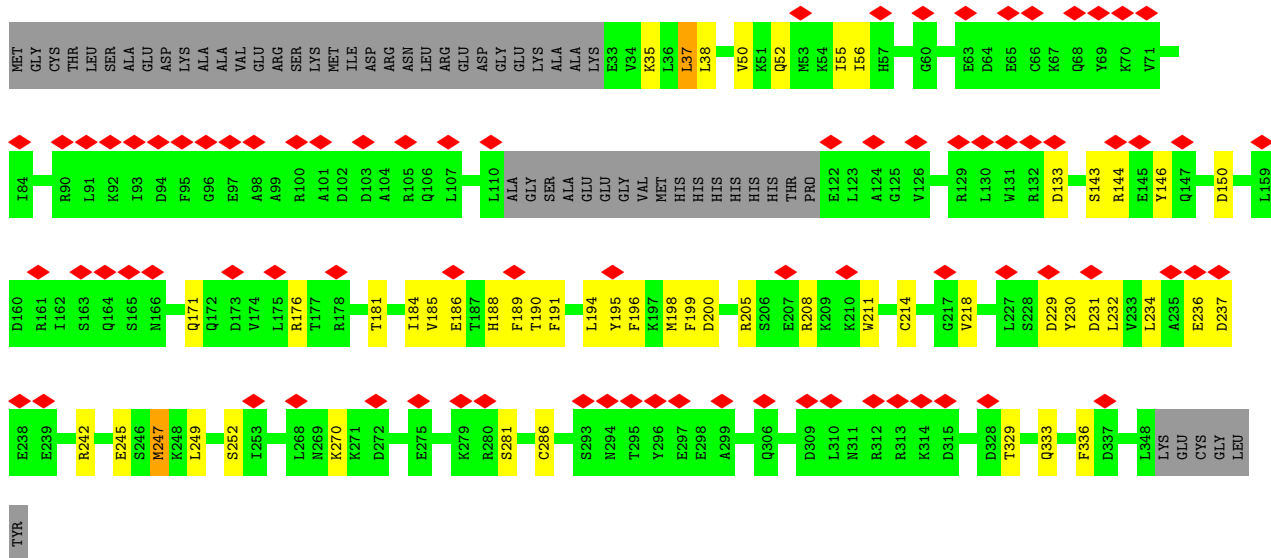 MET GLY CYS THR LEU SER ALA GLU ASP LYS ALA ALA VAL GLU ARG SER LYS MET ILE ASP ARG ASN LEU ARG GLU ASP GLY GLU LYS ALA ALA LYS E33 V34 K35 L36 L37 L38 V50 K51 Q52 M53 K54 I55 I56 H57 G60 E63 D64 E65 C66 K67 Q68 Y69 K70 V71
I84 R90 L91 K92 I93 D94 F95 G96 E97 A98 A99 R100 A101 D102 D103 A104 R105 Q106 L107 L110 ALA GLY SER ALA GLU GLU GLY VAL MET HIS HIS HIS HIS HIS HIS THR PRO E122 L123 A124 G125 V126 R129 L130 W131 R132 D133 S143 R144 E145 Y146 Q147 D150 L159
D160 R161 I162 S163 Q164 S165 N166 Q171 Q172 D173 V174 L175 R176 T177 R178 T181 I184 V185 E186 T187 H188 F189 T190 F191 L194 Y195 F196 K197 M198 F199 D200 R205 S206 E207 R208 K209 K210 W211 C214 G217 V218 L227 S228 D229 Y230 D231 L232 V233 L234 A235 E236 D237
E238 E239 R242 E245 S246 M247 K248 L249 S252 I253 L268 N269 K270 K271 D272 E275 K279 R280 S281 C286 S293 N294 T295 Y296 E297 E298 A299 Q306 D309 L310 N311 R312 R313 K314 D315 D328 T329 Q333 F336 D337 L348 LYS GLU CYS GLY LEU
TYR